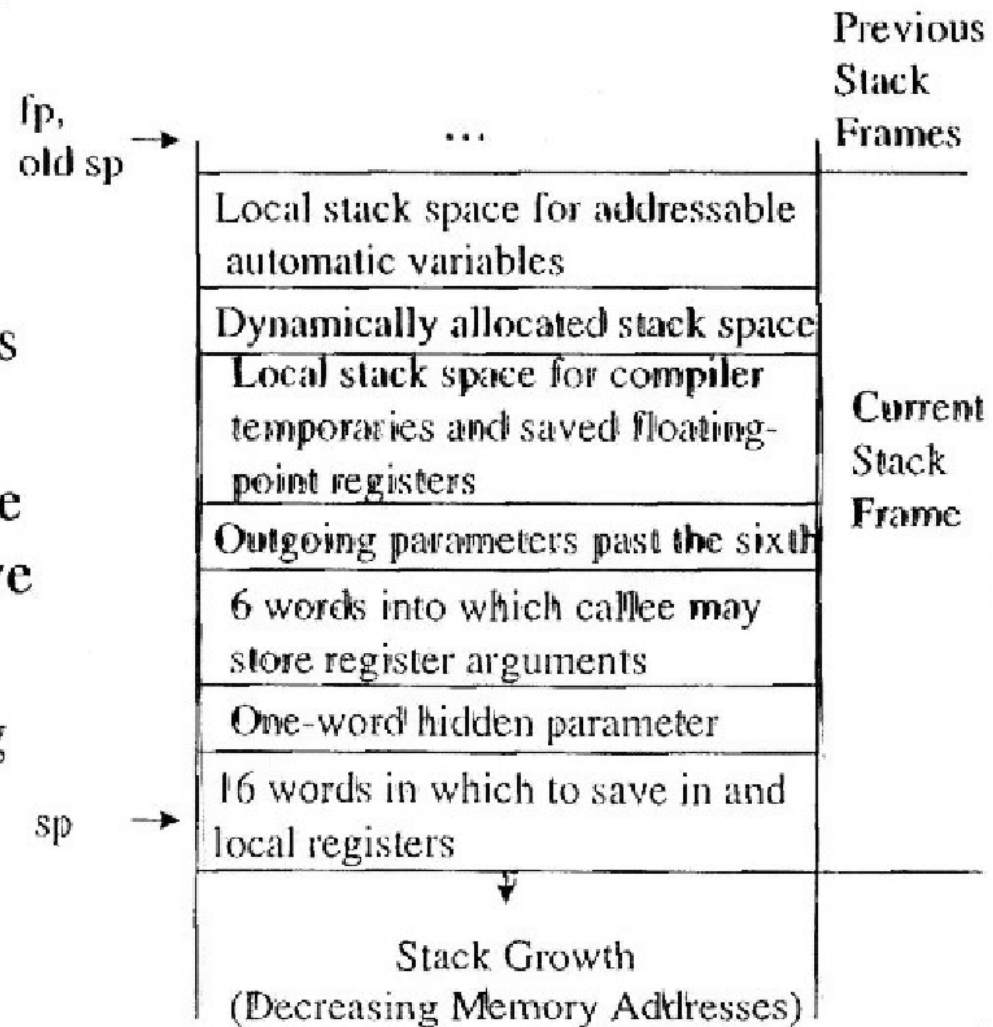 Previous
Stack
Frames
fp,
old sp
...
Local stack space for addressable
automatic variables
Dynamically allocated stack space
s
Local stack space for compiler
temporaries and saved floating-
point registers
Current
Stack
Frame
e
Outgoing parameters past the sixth
6 words into which callee may
store register arguments
One-word hidden parameter
g
16 words in which to save in and
local registers
sp
Stack Growth
(Decreasing Memory Addresses)